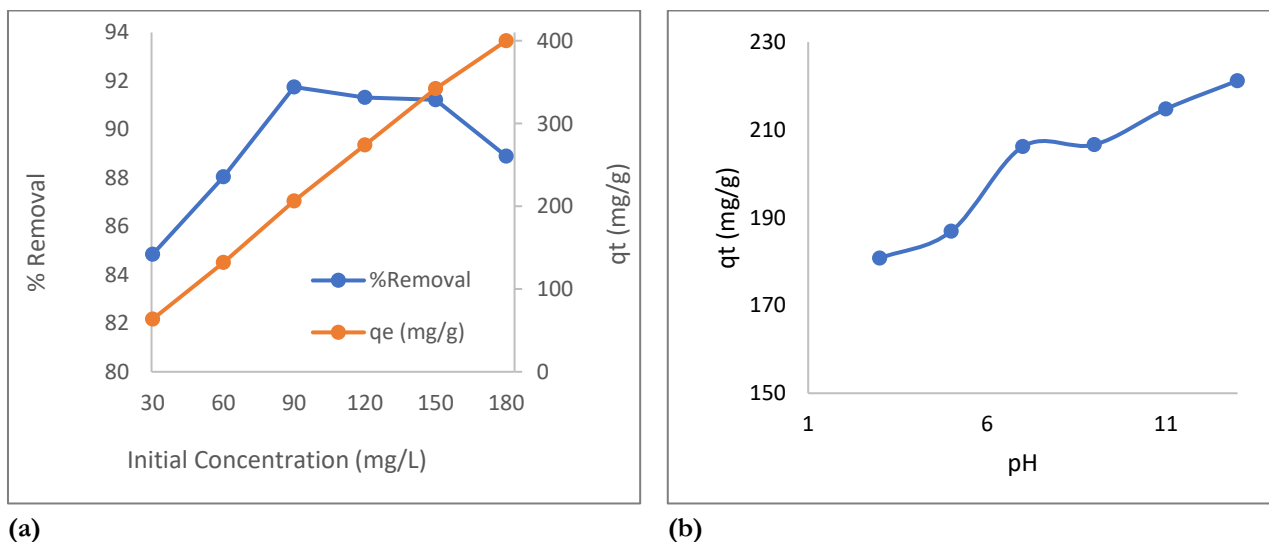 94
92
90
88
86
84
82
80
% Removal
400
300
200
100
0
qt (mg/g)
%Removal
qe (mg/g)
30 60 90 120 150 180
Initial Concentration (mg/L)
(a)
230
210
190
170
150
qt (mg/g)
1 6 11
pH
(b)